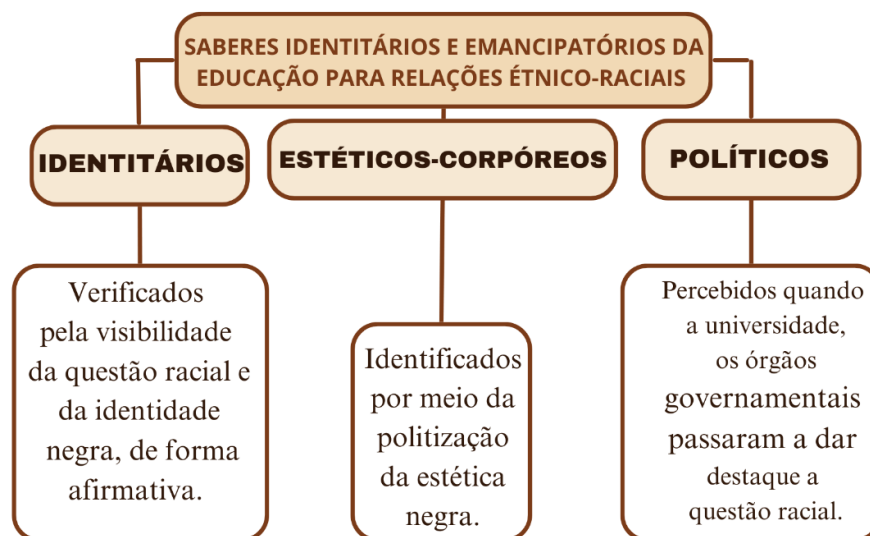 SABERES IDENTITÁRIOS E EMANCIPATÓRIOS DA
EDUCAÇÃO PARA RELAÇÕES ÉTNICO-RACIAIS
IDENTITÁRIOS
ESTÉTICOS-CORPÓREOS
POLÍTICOS
Verificados
pela visibilidade
da questão racial e
da identidade
negra, de forma
afirmativa.
Identificados
por meio da
politização
da estética
negra.
Percebidos quando
a universidade,
os órgãos
governamentais
passaram a dar
destaque a
questão racial.